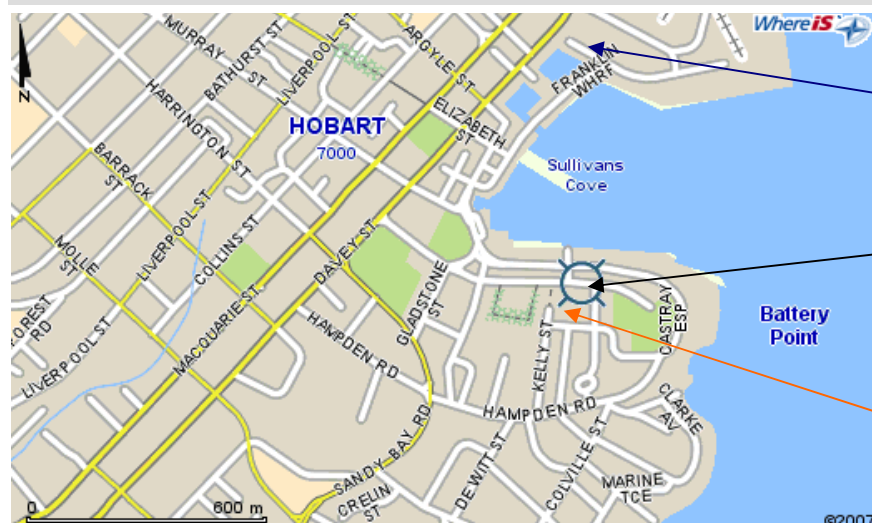 WhereiS
MURRAY ST
BATHURST ST
LIVERPOOL ST
ARGYLE ST
FRANKLIN
WHRF
N
HARRINGTON ST
HOBART
7000
ELIZABETH
ST
Sullivans
Cove
BARRACK
ST
MOLLE
ST
LIVERPOOL ST
COLLINS ST
DAVEY ST
GLADSTONE
ST
CASTRAY
ESP
Battery
Point
FOREST
RD
MACQUARIE ST
HAMPDEN RD
KELLY ST
LIVERPOOL ST
HAMPDEN RD
CLARKE
AV
SANDY BAY RD
DE WITT ST
COLVILLE ST
MARINE
TCE
CRELIN
ST
0
600 m
©2007